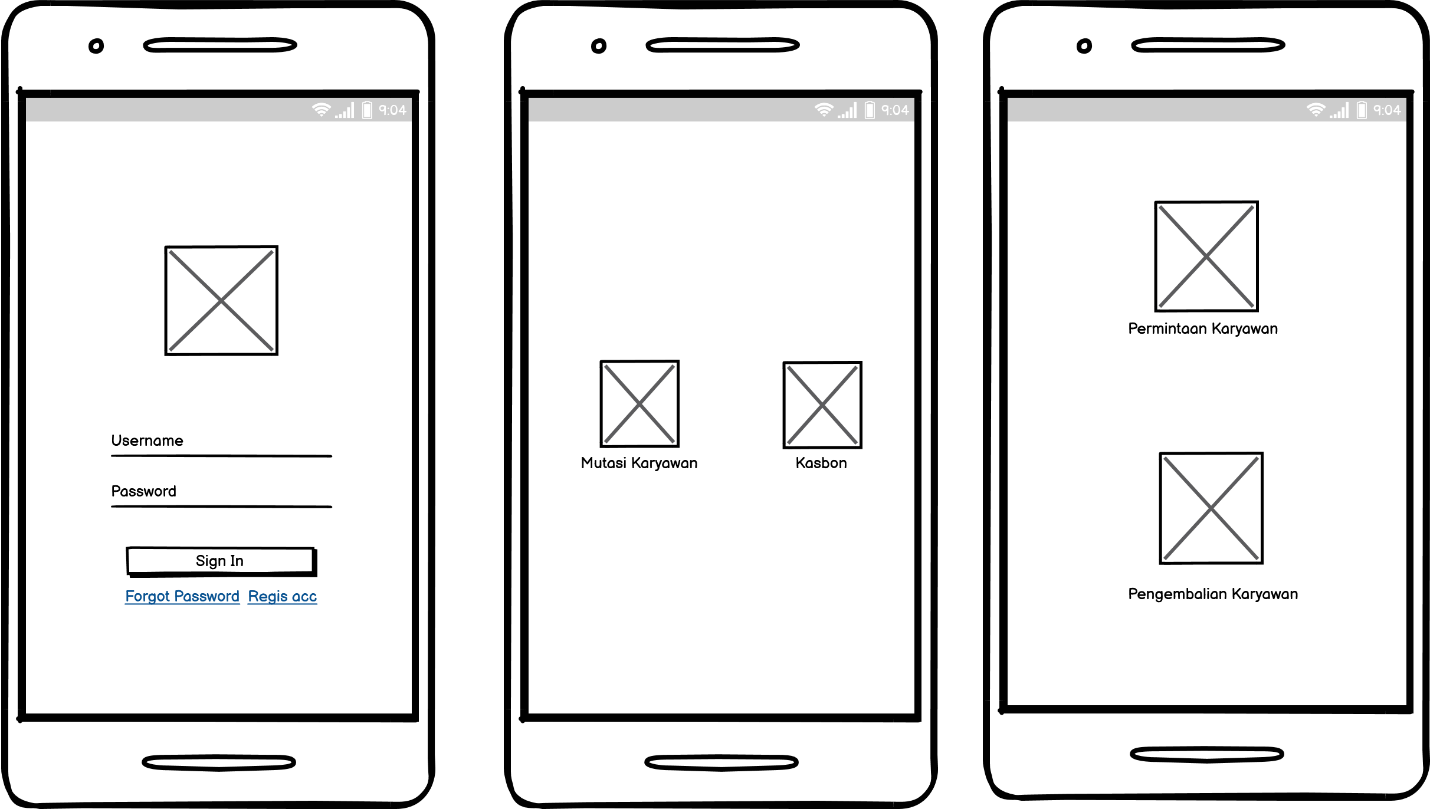 9:04
Username
Password
Sign In
Forgot Password Regis acc
9:04
Mutasi Karyawan
Kasbon
9:04
Permintaan Karyawan
Pengembalian Karyawan